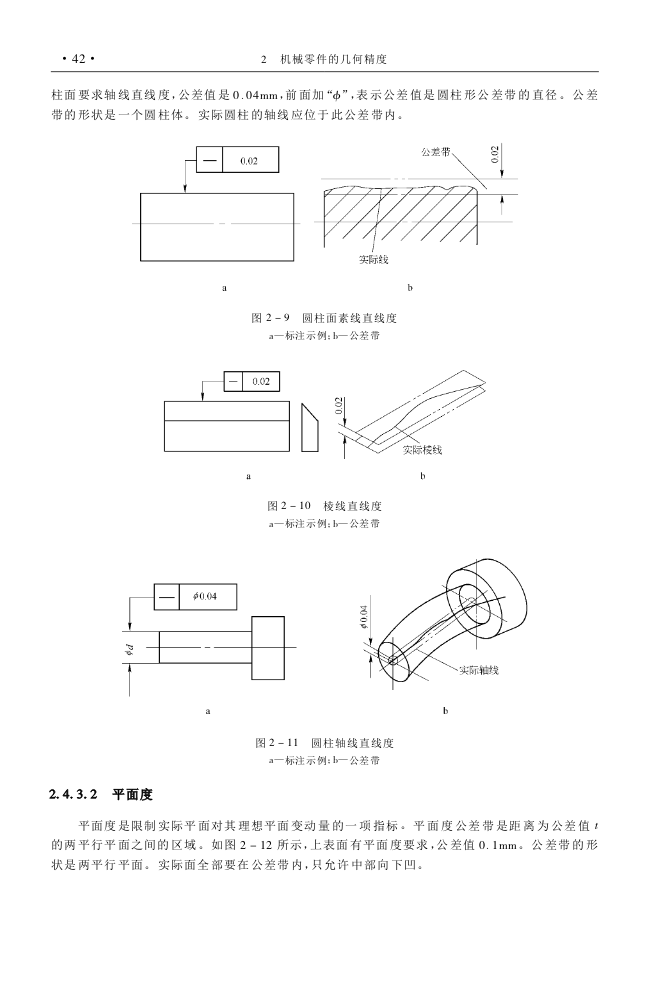 · 42 ·
2 机械零件的几何精度
柱面要求轴线直线度，公差值是0.04mm，前面加“ϕ”，表示公差值是圆柱形公差带的直径。公差
带的形状是一个圆柱体。实际圆柱的轴线应位于此公差带内。
— 0.02
公差带
0.02
实际线
a
b
图 2-9 圆柱面素线直线度
a—标注示例；b—公差带
— 0.02
0.02
实际棱线
a
b
图 2-10 棱线直线度
a—标注示例；b—公差带
— ϕ0.04
ϕd
ϕ0.04
实际轴线
a
b
图 2-11 圆柱轴线直线度
a—标注示例；b—公差带
2.4.3.2 平面度
平面度是限制实际平面对其理想平面变动量的一项指标。平面度公差带是距离为公差值 t
的两平行平面之间的区域。如图 2-12 所示，上表面有平面度要求，公差值 0.1mm。公差带的形
状是两平行平面。实际面全部要在公差带内，只允许中部向下凹。